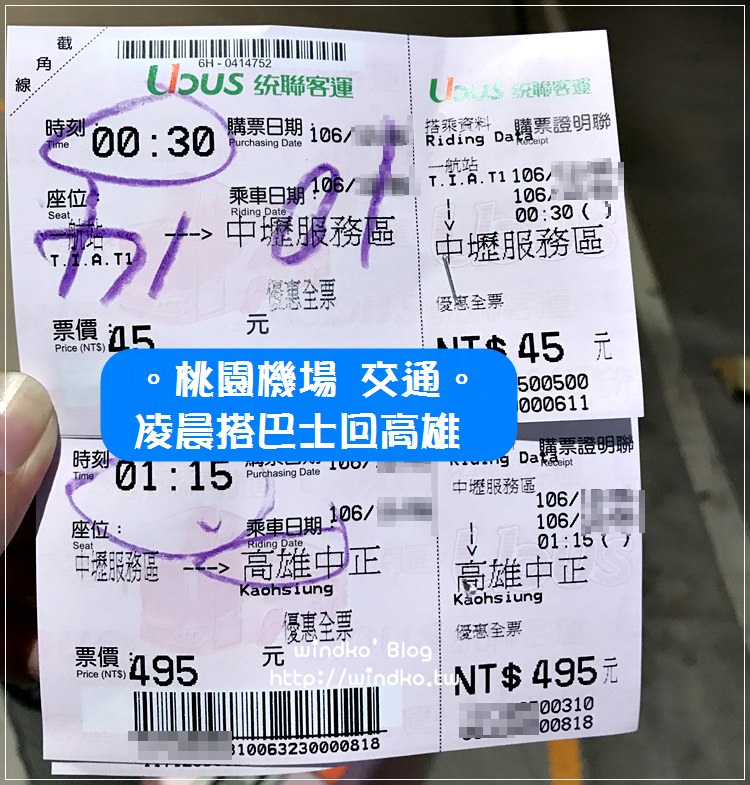 截
角
線
6H - 0414752
Ubus 統聯客運
時刻 00:30 購票日期 106/
Time Purchasing Date
座位: 乘車日期 106/
Seat Riding Date
一航站 ---> 中壢服務區
T.I.A.T1
T1 01
優惠全票
票價: 45 元
Price (NT$)
Ubus 統聯客運
搭乘資料 購票證明聯
Riding Data Receipt
一航站
T.I.A.T1 106/
106/
00:30( )
中壢服務區
優惠全票
NT$ 45 元
500500
000611
。桃園機場 交通。
凌晨搭巴士回高雄
時刻 01:15 購票日期 106/
Time Purchasing Date
座位: 乘車日期 106/
Seat Riding Date
中壢服務區 ---> 高雄中正
Kaohsiung
優惠全票
票價: 495 元
Price (NT$)
310063230000818
購票證明聯
Riding Data Receipt
中壢服務區
106/
106/
01:15( )
高雄中正
Kaohsiung
優惠全票
NT$ 495元
00310
00818
windko' Blog
http://windko.tw